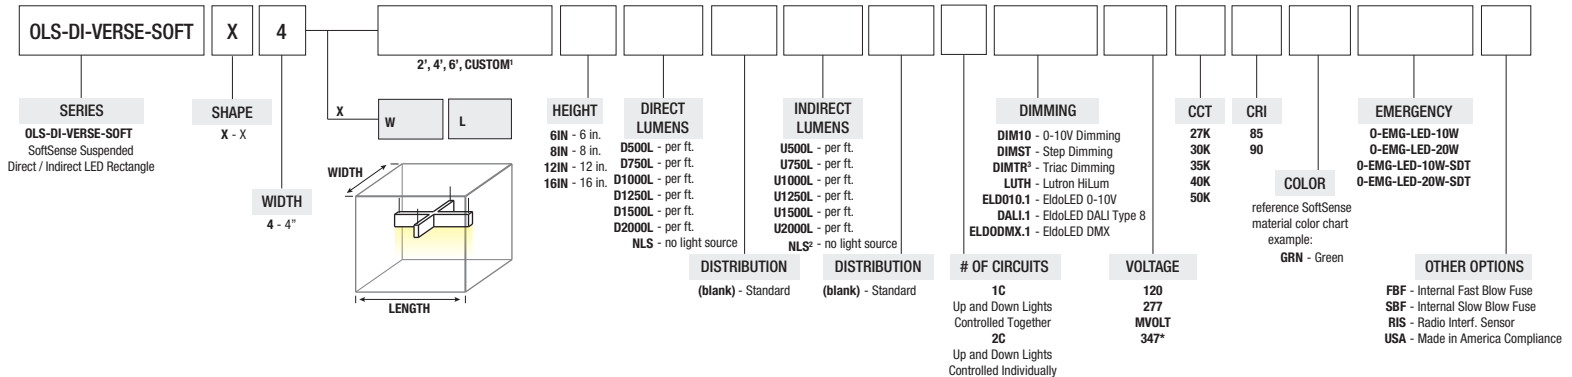 OLS-DI-VERSE-SOFT X 4
2', 4', 6', CUSTOM¹
SERIES
OLS-DI-VERSE-SOFT
SoftSense Suspended
Direct / Indirect LED Rectangle
SHAPE
X - X
WIDTH
4 - 4"
X
W L
WIDTH
LENGTH
HEIGHT
6IN - 6 in.
8IN - 8 in.
12IN - 12 in.
16IN - 16 in.
DIRECT
LUMENS
D500L - per ft.
D750L - per ft.
D1000L - per ft.
D1250L - per ft.
D1500L - per ft.
D2000L - per ft.
NLS - no light source
DISTRIBUTION
(blank) - Standard
INDIRECT
LUMENS
U500L - per ft.
U750L - per ft.
U1000L - per ft.
U1250L - per ft.
U1500L - per ft.
U2000L - per ft.
NLS² - no light source
DISTRIBUTION
(blank) - Standard
# OF CIRCUITS
1C
Up and Down Lights
Controlled Together
2C
Up and Down Lights
Controlled Individually
DIMMING
DIM10 - 0-10V Dimming
DIMST - Step Dimming
DIMTR³ - Triac Dimming
LUTH - Lutron HiLum
ELD010.1 - EldoLED 0-10V
DALI.1 - EldoLED DALI Type 8
ELDODMX.1 - EldoLED DMX
VOLTAGE
120
277
MVOLT
347*
CCT
27K
30K
35K
40K
50K
CRI
85
90
COLOR
reference SoftSense
material color chart
example:
GRN - Green
EMERGENCY
0-EMG-LED-10W
0-EMG-LED-20W
0-EMG-LED-10W-SDT
0-EMG-LED-20W-SDT
OTHER OPTIONS
FBF - Internal Fast Blow Fuse
SBF - Internal Slow Blow Fuse
RIS - Radio Interf. Sensor
USA - Made in America Compliance